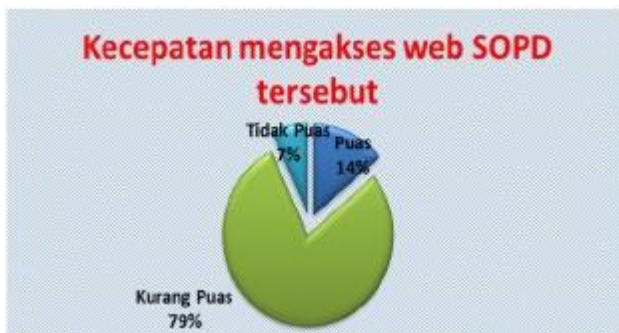 Kecepatan mengakses web SOPD
tersebut
Tidak Puas
7%
Puas
14%
Kurang Puas
79%